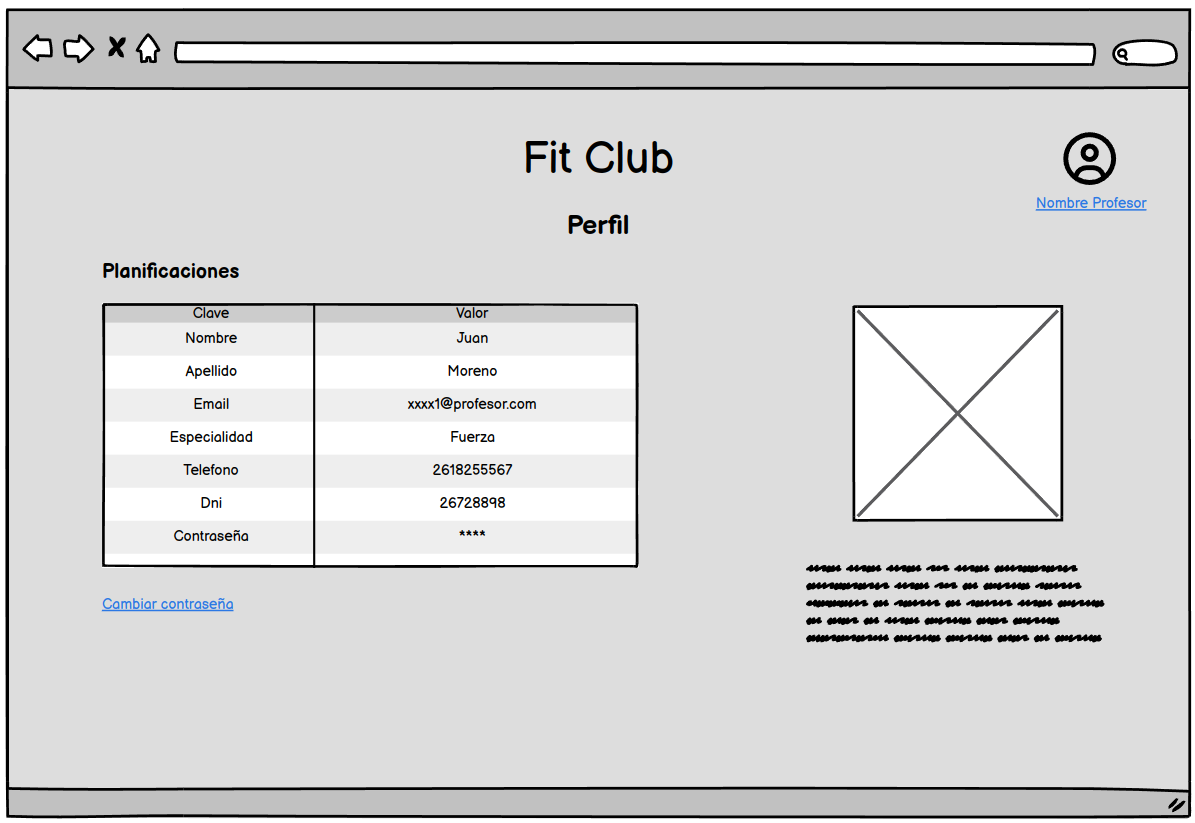 Fit Club
Nombre Profesor
Perfil
Planificaciones
Clave Valor
Nombre Juan
Apellido Moreno
Email xxxx1@profesor.com
Especialidad Fuerza
Telefono 2618255567
Dni 26728898
Contraseña ****
Cambiar contraseña